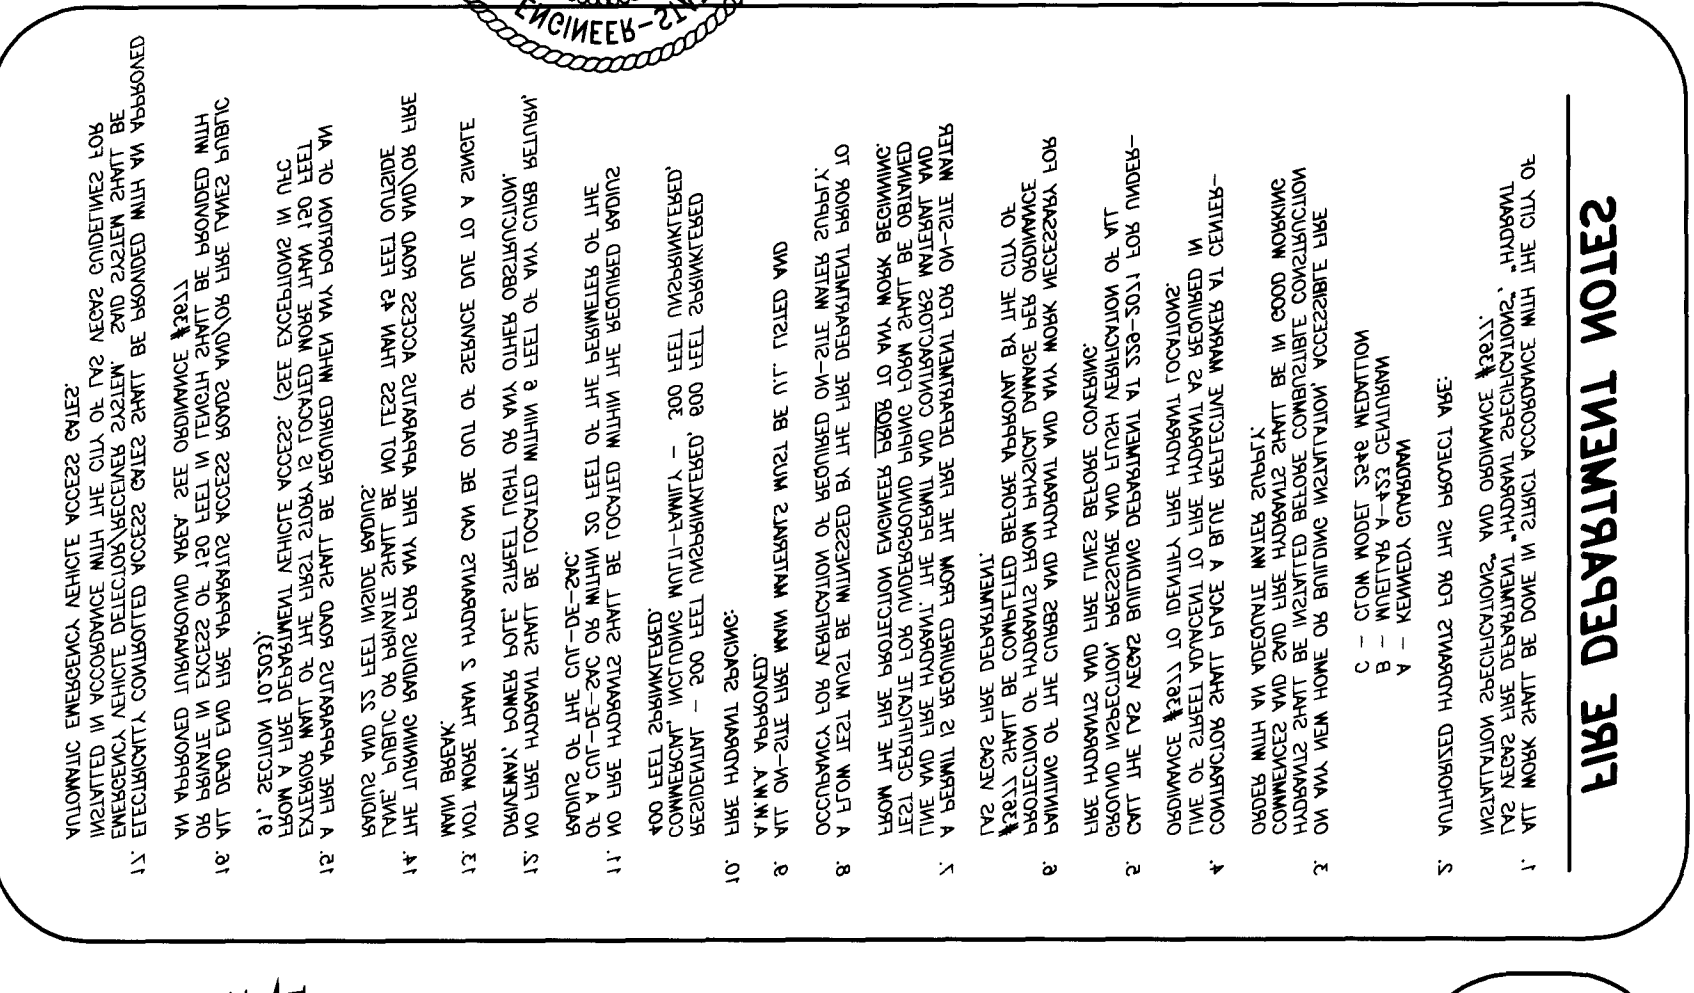 FIRE DEPARTMENT NOTES
1. ALL WORK SHALL BE DONE IN STRICT ACCORDANCE WITH THE CITY OF
LAS VEGAS FIRE DEPARTMENT "HYDRANT SPECIFICATIONS", "HYDRANT
INSTALLATION SPECIFICATIONS," AND ORDINANCE #3677.
2. AUTHORIZED HYDRANTS FOR THIS PROJECT ARE:
A – KENNEDY GUARDIAN
B – MUELLAR A-423 CENTURIAN
C – CLOW MODEL 2546 MEDALLION
3. ON ANY NEW HOME OR BUILDING INSTALLATION, ACCESSIBLE FIRE
HYDRANTS SHALL BE INSTALLED BEFORE COMBUSTIBLE CONSTRUCTION
COMMENCES AND SAID FIRE HYDRANTS SHALL BE IN GOOD WORKING
ORDER WITH AN ADEQUATE WATER SUPPLY.
4. CONTRACTOR SHALL PLACE A BLUE REFLECTIVE MARKER AT CENTER-
LINE OF STREET ADJACENT TO FIRE HYDRANT AS REQUIRED IN
ORDINANCE #3677 TO IDENTIFY FIRE HYDRANT LOCATIONS.
5. CALL THE LAS VEGAS BUILDING DEPARTMENT AT 229-2071 FOR UNDER-
GROUND INSPECTION, PRESSURE AND FLUSH VERIFICATION OF ALL
FIRE HYDRANTS AND FIRE LINES BEFORE COVERING.
6. PAINTING OF THE CURBS AND HYDRANT AND ANY WORK NECESSARY FOR
PROTECTION OF HYDRANTS FROM PHYSICAL DAMAGE PER ORDINANCE
#3677 SHALL BE COMPLETED BEFORE APPROVAL BY THE CITY OF
LAS VEGAS FIRE DEPARTMENT.
7. A PERMIT IS REQUIRED FROM THE FIRE DEPARTMENT FOR ON-SITE WATER
LINE AND FIRE HYDRANT. THE PERMIT AND CONTRACTORS MATERAL AND
TEST CERTIFICATE FOR UNDERGROUND PIPING FORM SHALL BE OBTAINED
FROM THE FIRE PROTECTION ENGINEER PRIOR TO ANY WORK BEGINNING.
8. A FLOW TEST MUST BE WITNESSED BY THE FIRE DEPARTMENT PRIOR TO
OCCUPANCY FOR VERIFICATION OF REQUIRED ON-SITE WATER SUPPLY.
9. ALL ON-SITE FIRE MAIN MATERALS MUST BE U.L. LISTED AND
A.W.W.A. APPROVED.
10. FIRE HYDRANT SPACING:
RESIDENTIAL – 500 FEET UNSPRINKLERED, 600 FEET SPRINKLERED
COMMERCIAL, INCLUDING MULTI-FAMILY – 300 FEET UNSPRINKLERED,
400 FEET SPRINKLERED.
11. NO FIRE HYDRANTS SHALL BE LOCATED WITHIN THE REQUIRED RADIUS
OF A CUL-DE-SAC OR WITHIN 20 FEET OF THE PERIMETER OF THE
RADIUS OF THE CUL-DE-SAC.
12. NO FIRE HYDRANT SHALL BE LOCATED WITHIN 6 FEET OF ANY CURB RETURN,
DRIVEWAY, POWER POLE, STREET LIGHT OR ANY OTHER OBSTRUCTION.
13. NOT MORE THAN 2 HYDRANTS CAN BE OUT OF SERVICE DUE TO A SINGLE
MAIN BREAK.
14. THE TURNING RADIUS FOR ANY FIRE APPARATUS ACCESS ROAD AND/OR FIRE
LANE, PUBLIC OR PRIVATE SHALL BE NOT LESS THAN 45 FEET OUTSIDE
RADIUS AND 22 FEET INSIDE RADIUS.
15. A FIRE APPARATUS ROAD SHALL BE REQUIRED WHEN ANY PORTION OF AN
EXTERIOR WALL OF THE FIRST STORY IS LOCATED MORE THAN 150 FEET
FROM A FIRE DEPARTMENT VEHICLE ACCESS. (SEE EXCEPTIONS IN UFC
91, SECTION 10.203).
16. ALL DEAD END FIRE APPARATUS ACCESS ROADS AND/OR FIRE LANES PUBLIC
OR PRIVATE IN EXCESS OF 150 FEET IN LENGTH SHALL BE PROVIDED WITH
AN APPROVED TURNAROUND AREA. SEE ORDINANCE #3677
17. ELECTRICALLY CONTROLLED ACCESS GATES SHALL BE PROVIDED WITH AN APPROVED
EMERGENCY VEHICLE DETECTOR/RECEIVER SYSTEM. SAID SYSTEM SHALL BE
INSTALLED IN ACCORDANCE WITH THE CITY OF LAS VEGAS GUIDELINES FOR
AUTOMATIC EMERGENCY VEHICLE ACCESS GATES.
ENGINEER-STA